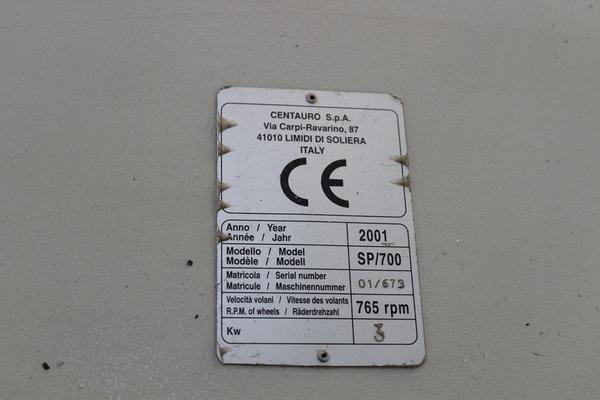 CENTAURO S.p.A.
Via Carpi-Ravarino, 87
41010 LIMIDI DI SOLIERA
ITALY
CE
Anno / Year
Année / Jahr
2001
Modello / Model
Modèle / Modell
SP/700
Matricola / Serial number
Matricule / Maschinennummer
01/673
Velocità volani / Vitesse des volants
R.P.M. of wheels / Räderdrehzahl
765 rpm
Kw
3